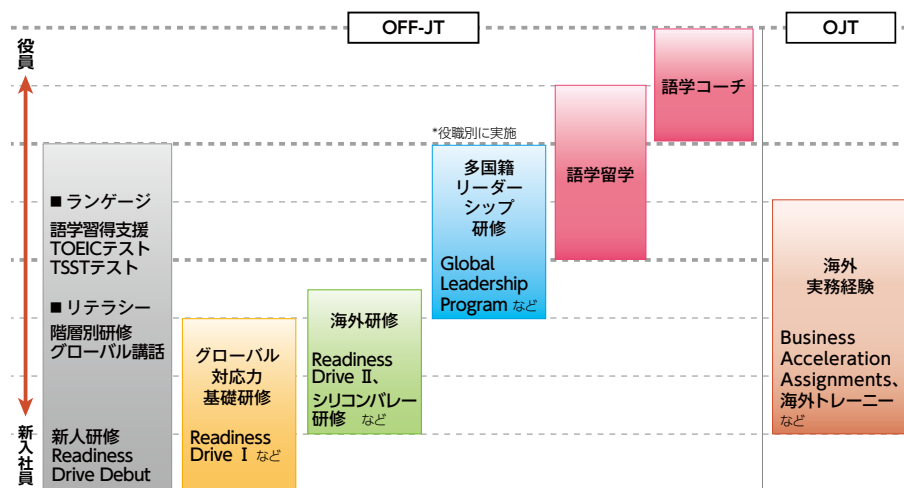 OFF-JT
OJT
役員
新入社員
■ ランゲージ
語学習得支援
TOEICテスト
TSSTテスト
■ リテラシー
階層別研修
グローバル講話
新人研修
Readiness
Drive Debut
グローバル
対応力
基礎研修
Readiness
Drive Ⅰ など
海外研修
Readiness
Drive Ⅱ、
シリコンバレー
研修 など
*役職別に実施
多国籍
リーダー
シップ
研修
Global
Leadership
Program など
語学留学
語学コーチ
海外
実務経験
Business
Acceleration
Assignments、
海外トレーニー
など